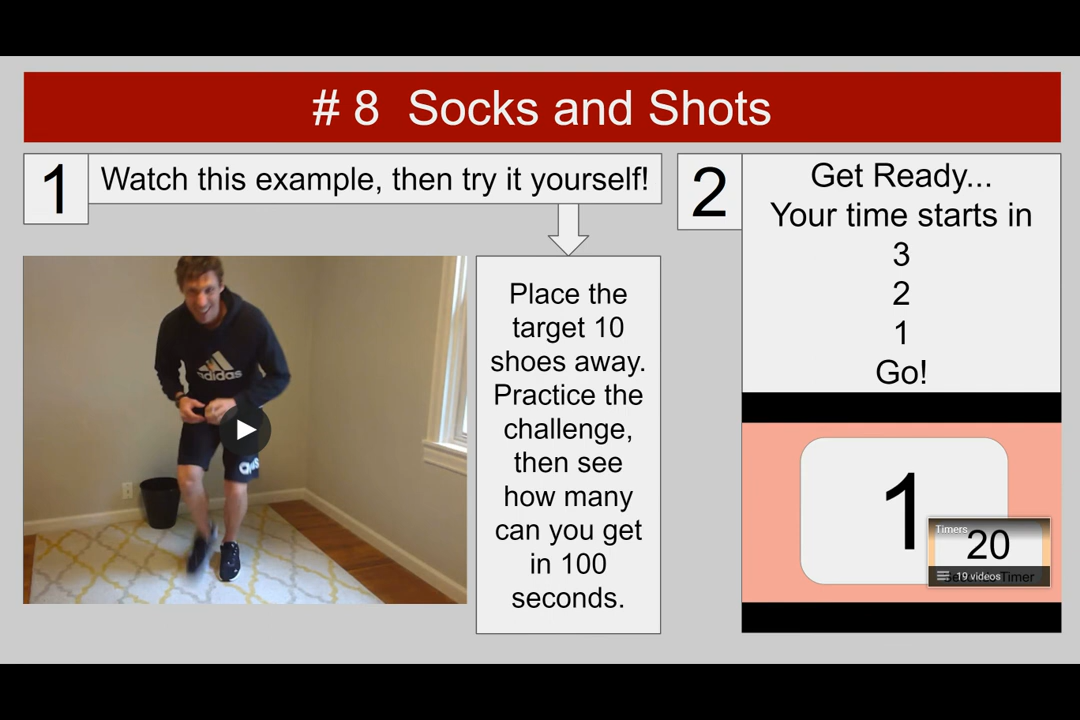 # 8 Socks and Shots
1
Watch this example, then try it yourself!
Place the
target 10
shoes away.
Practice the
challenge,
then see
how many
can you get
in 100
seconds.
adidas
2
Get Ready...
Your time starts in
3
2
1
Go!
1
Timers
20
19 videos
Timer